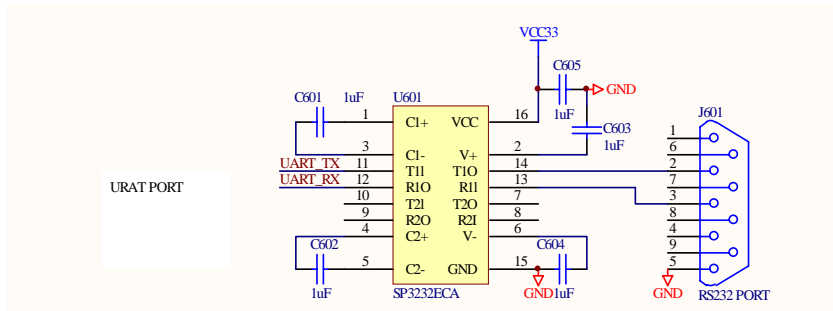 VCC33
C605
GND
1uF
C603
1uF
C601 1uF
U601
J601
1 C1+ VCC 16
3 C1- V+ 2
UART_TX 11 T1I T1O 14
UART_RX 12 R1O R1I 13
10 T2I T2O 7
9 R2O R2I 8
4 C2+ V- 6
5 C2- GND 15
C602
1uF
SP3232ECA
C604
GND 1uF
1
6
2
7
3
8
4
9
5
GND
RS232 PORT
URAT PORT